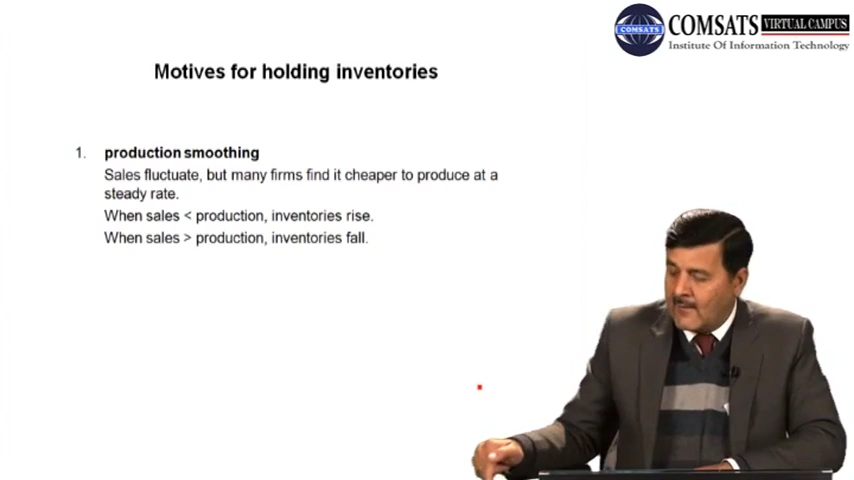 COMSATS VIRTUAL CAMPUS
COMSATS
Institute Of Information Technology
Motives for holding inventories
1. production smoothing
Sales fluctuate, but many firms find it cheaper to produce at a
steady rate.
When sales < production, inventories rise.
When sales > production, inventories fall.